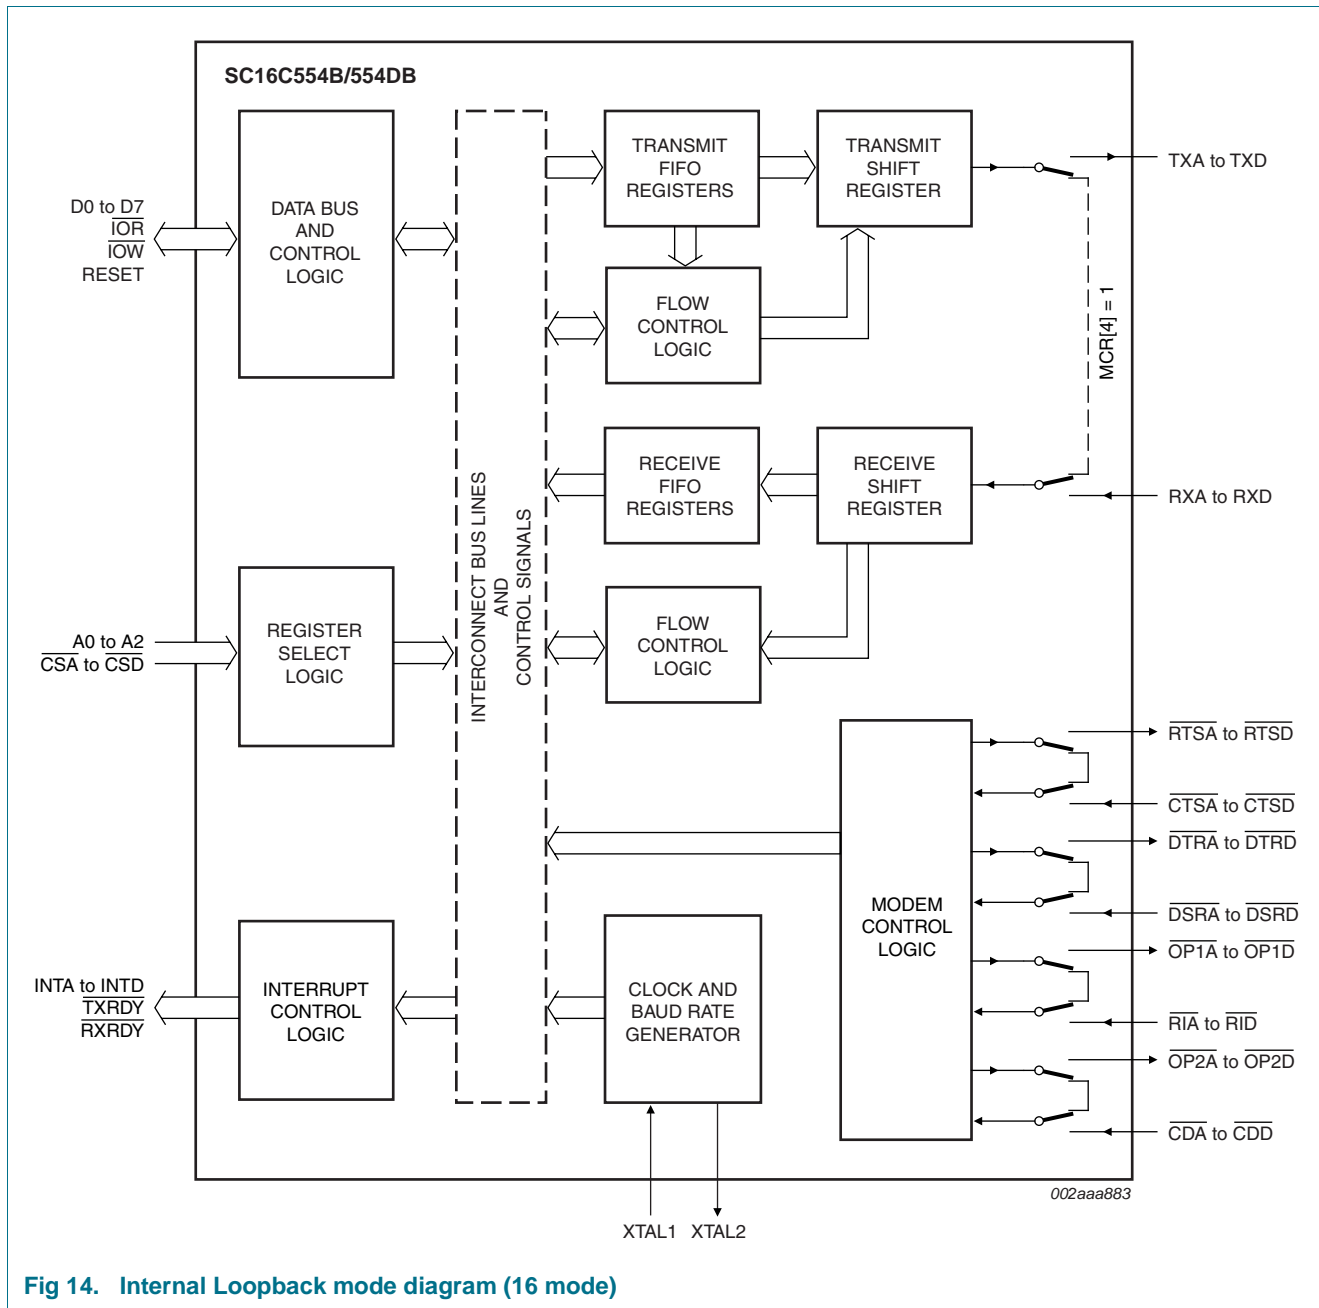 SC16C554B/554DB
D0 to D7
IOR
IOW
RESET
DATA BUS
AND
CONTROL
LOGIC
TRANSMIT
FIFO
REGISTERS
TRANSMIT
SHIFT
REGISTER
TXA to TXD
FLOW
CONTROL
LOGIC
MCR[4] = 1
INTERCONNECT BUS LINES
AND
CONTROL SIGNALS
RECEIVE
FIFO
REGISTERS
RECEIVE
SHIFT
REGISTER
RXA to RXD
A0 to A2
CSA to CSD
REGISTER
SELECT
LOGIC
FLOW
CONTROL
LOGIC
RTSA to RTSD
CTSA to CTSD
DTRA to DTRD
MODEM
CONTROL
LOGIC
DSRA to DSRD
OP1A to OP1D
INTA to INTD
TXRDY
RXRDY
INTERRUPT
CONTROL
LOGIC
CLOCK AND
BAUD RATE
GENERATOR
RIA to RID
OP2A to OP2D
CDA to CDD
002aaa883
XTAL1 XTAL2
Fig 14. Internal Loopback mode diagram (16 mode)